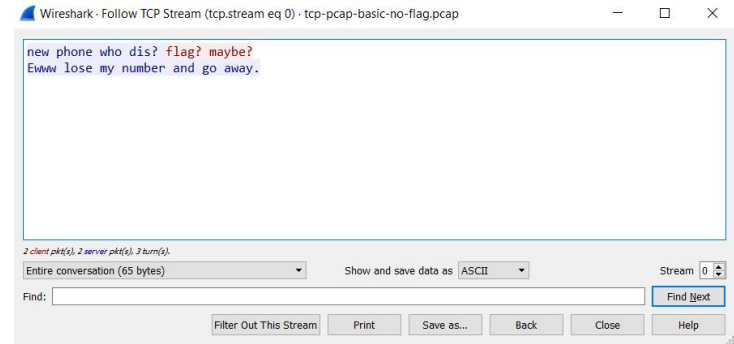 Wireshark · Follow TCP Stream (tcp.stream eq 0) · tcp-pcap-basic-no-flag.pcap
new phone who dis? flag? maybe?
Ewww lose my number and go away.
2 client pkt(s), 2 server pkt(s), 3 turn(s).
Entire conversation (65 bytes) Show and save data as ASCII Stream 0
Find: Find Next
Filter Out This Stream Print Save as... Back Close Help